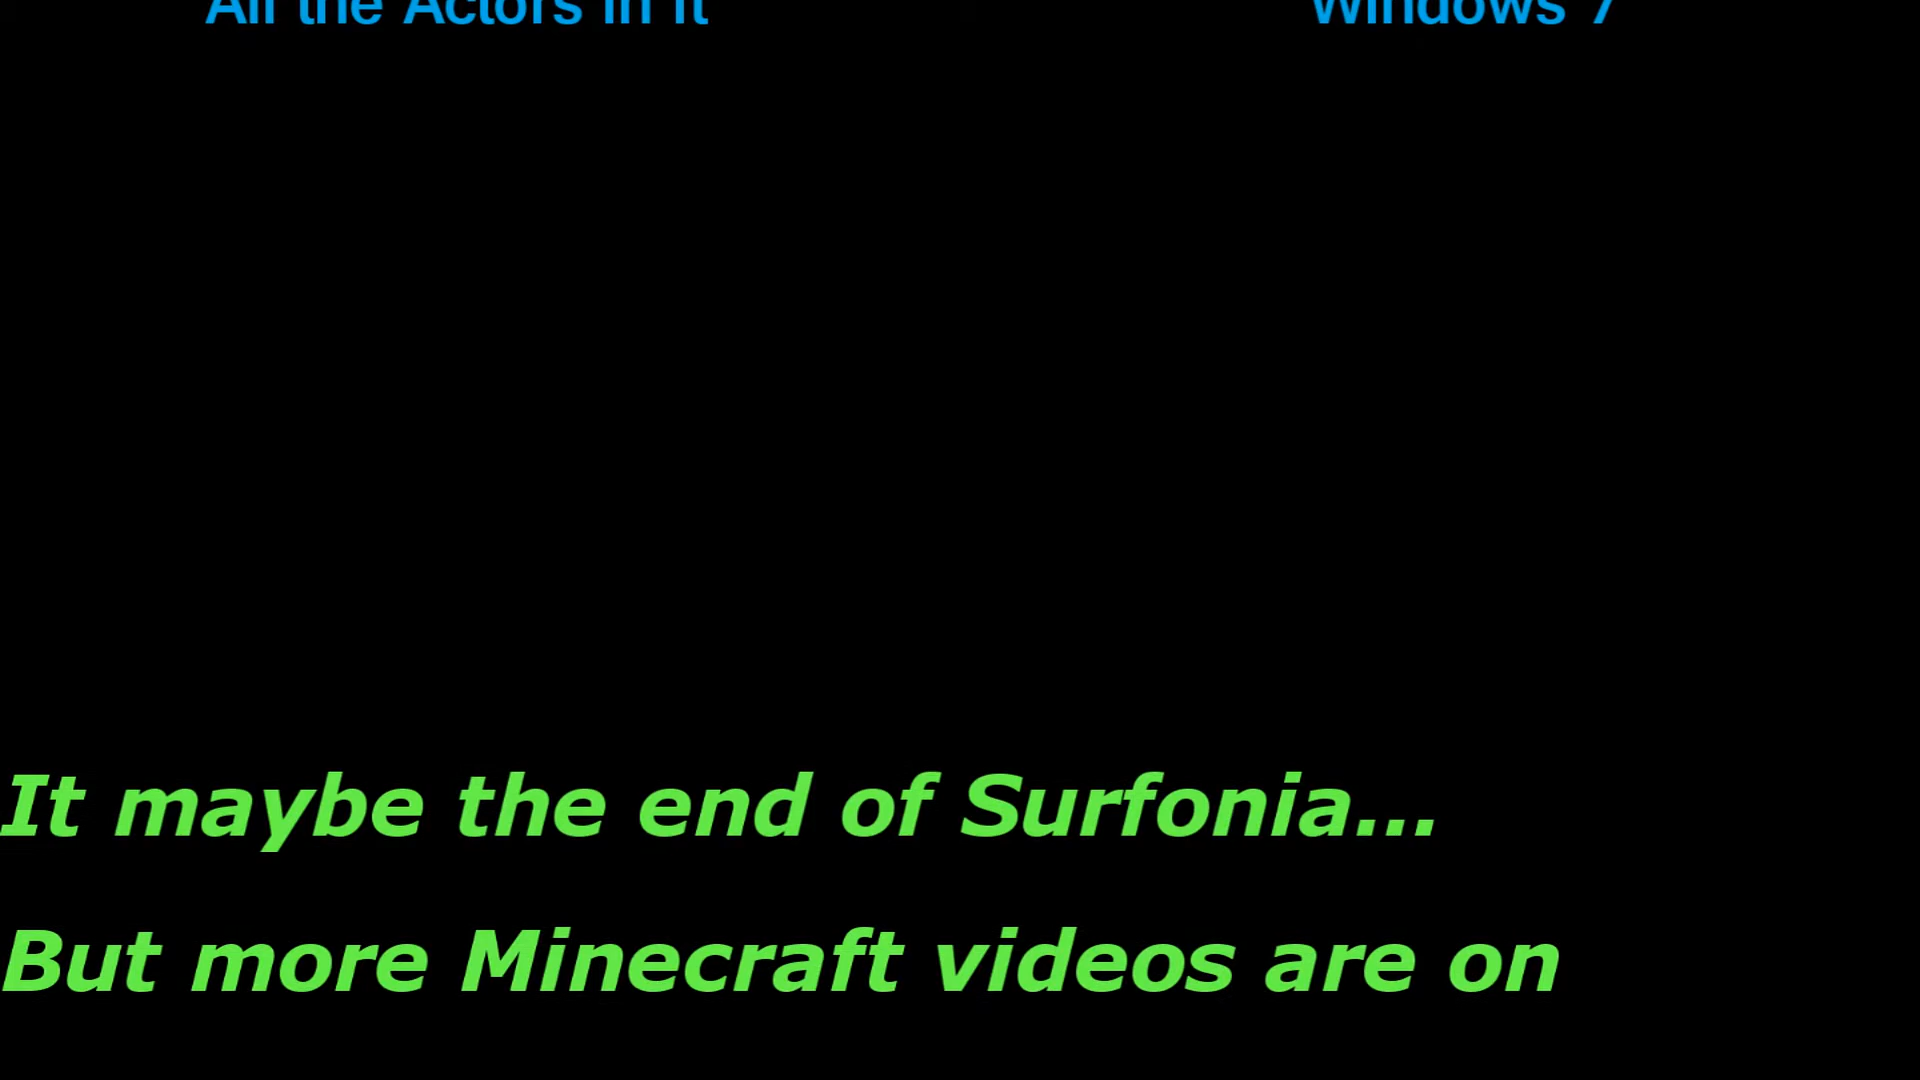 All the Actors in it
Windows 7
It maybe the end of Surfonia...
But more Minecraft videos are on